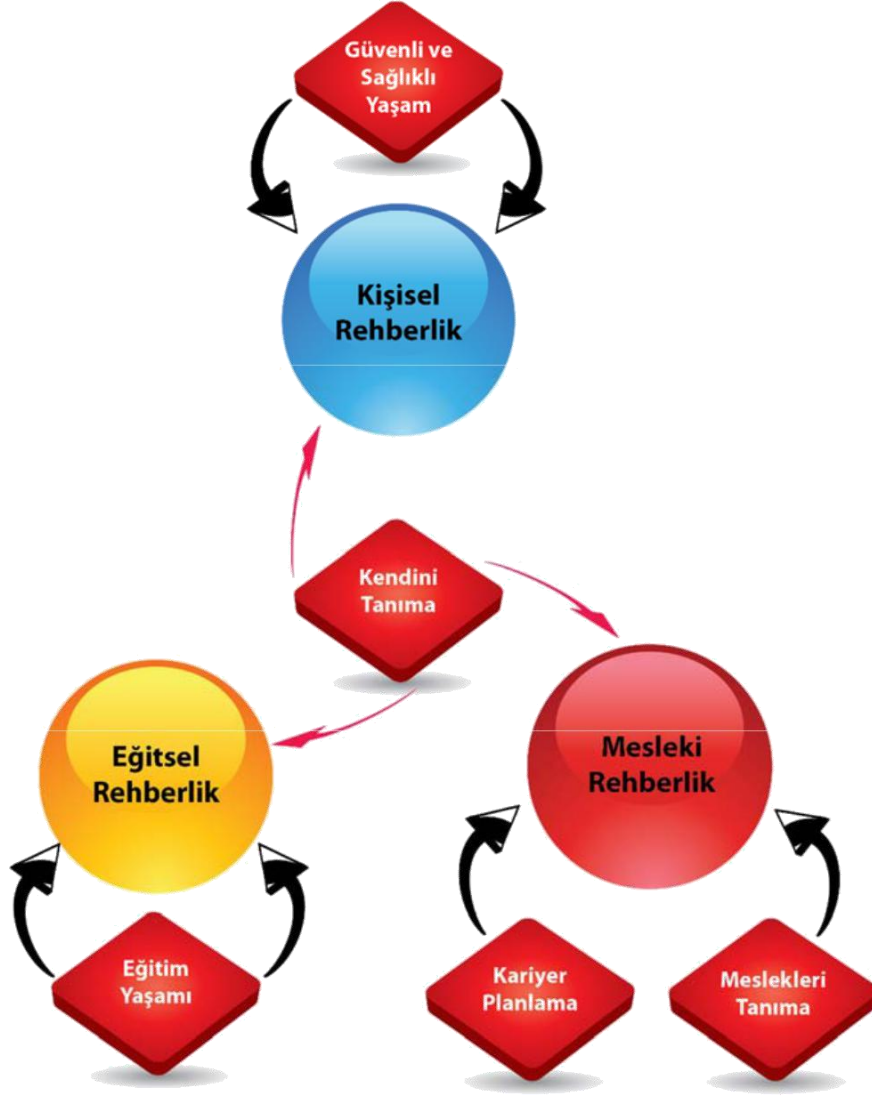 Güvenli ve
Sağlıklı
Yaşam
Kişisel
Rehberlik
Kendini
Tanıma
Eğitsel
Rehberlik
Mesleki
Rehberlik
Eğitim
Yaşamı
Kariyer
Planlama
Meslekleri
Tanıma